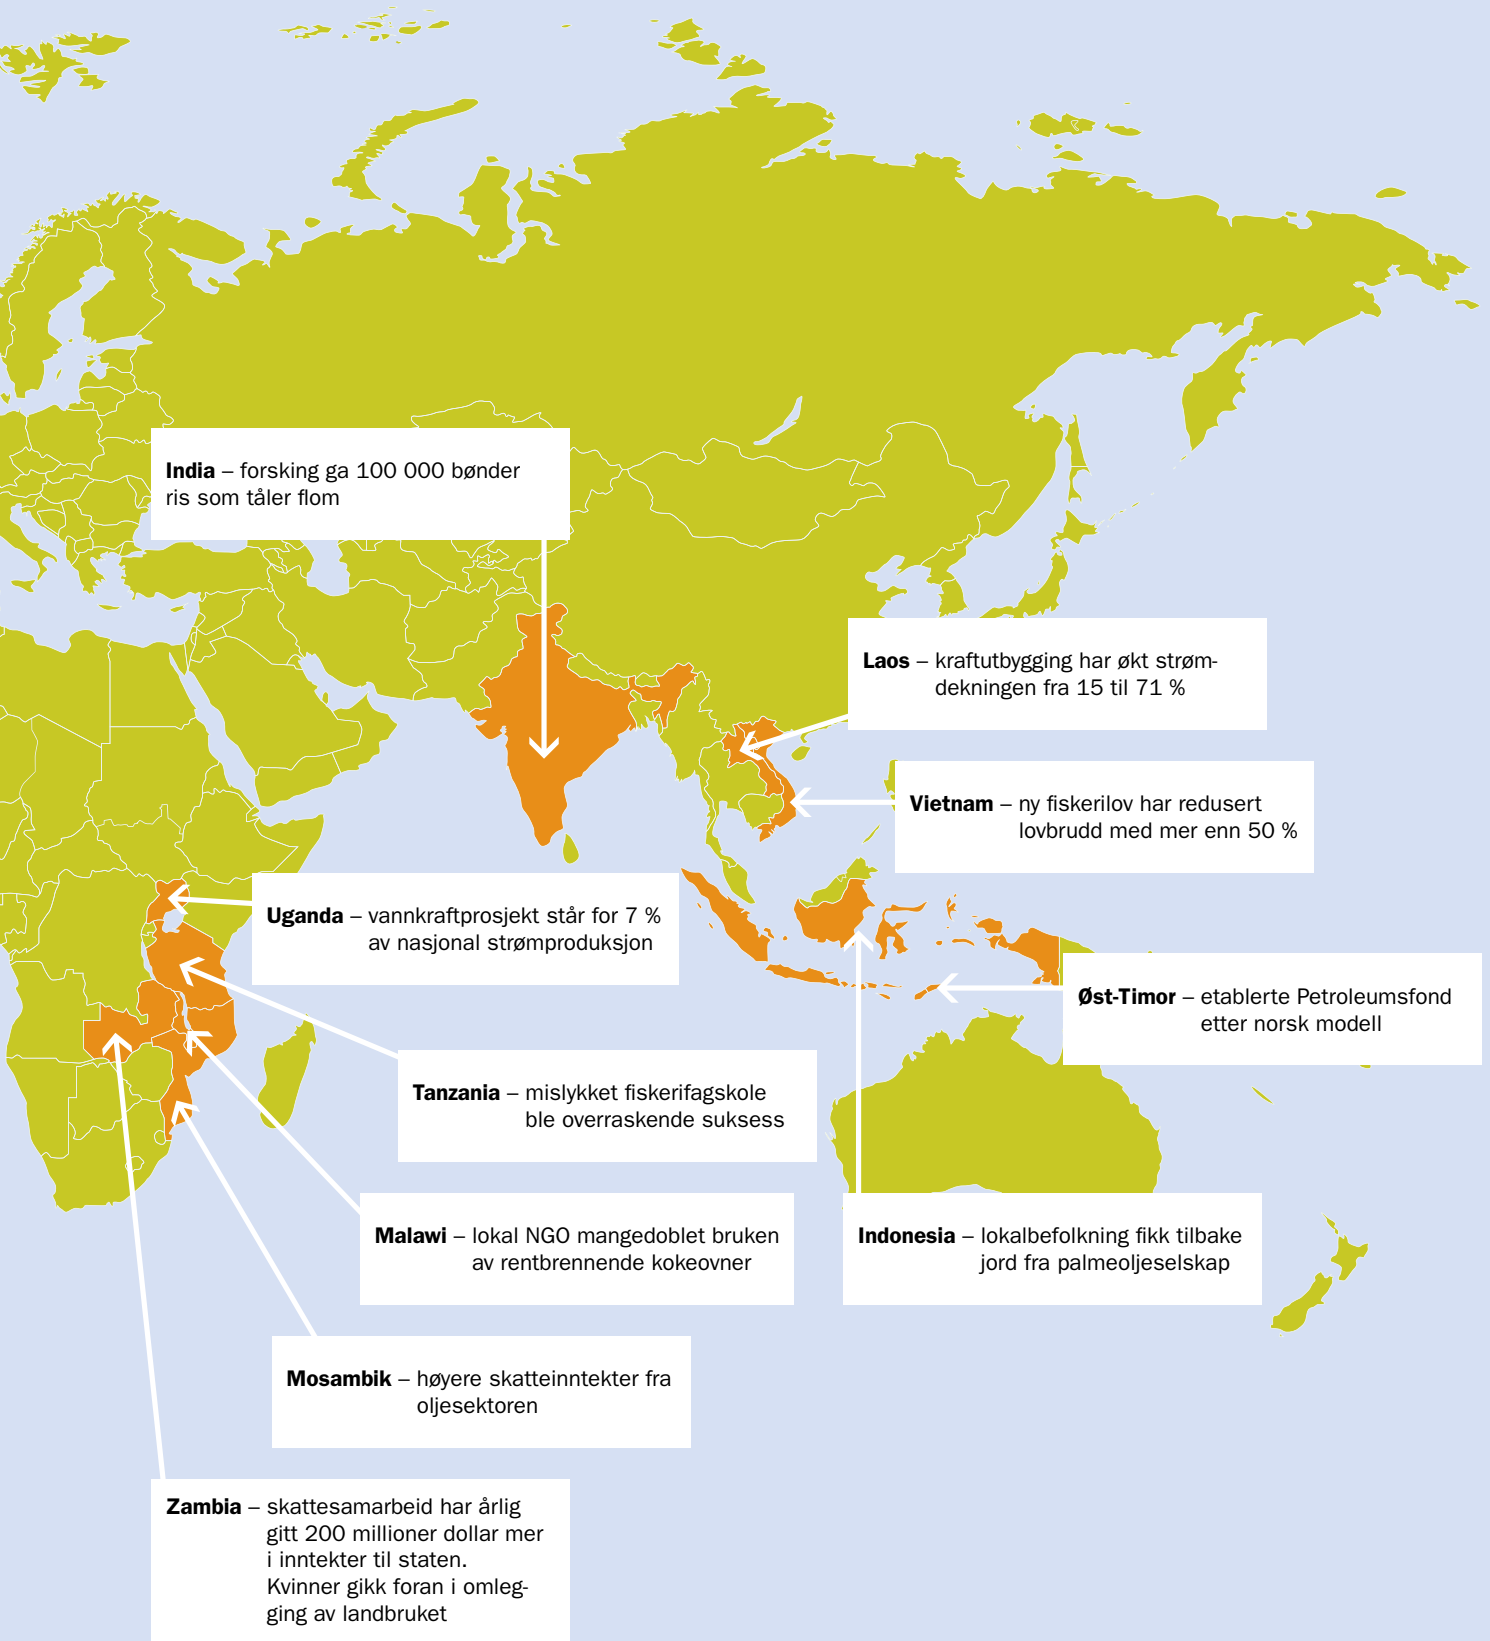 India – forsking ga 100 000 bønder
ris som tåler flom
Laos – kraftutbygging har økt strøm-
dekningen fra 15 til 71 %
Vietnam – ny fiskerilov har redusert
lovbrudd med mer enn 50 %
Uganda – vannkraftprosjekt står for 7 %
av nasjonal strømproduksjon
Øst-Timor – etablerte Petroleumsfond
etter norsk modell
Tanzania – mislykket fiskerifagskole
ble overraskende suksess
Malawi – lokal NGO mangedoblet bruken
av rentbrennende kokeovner
Indonesia – lokalbefolkning fikk tilbake
jord fra palmeoljeselskap
Mosambik – høyere skatteinntekter fra
oljesektoren
Zambia – skattesamarbeid har årlig
gitt 200 millioner dollar mer
i inntekter til staten.
Kvinner gikk foran i omleg-
ging av landbruket